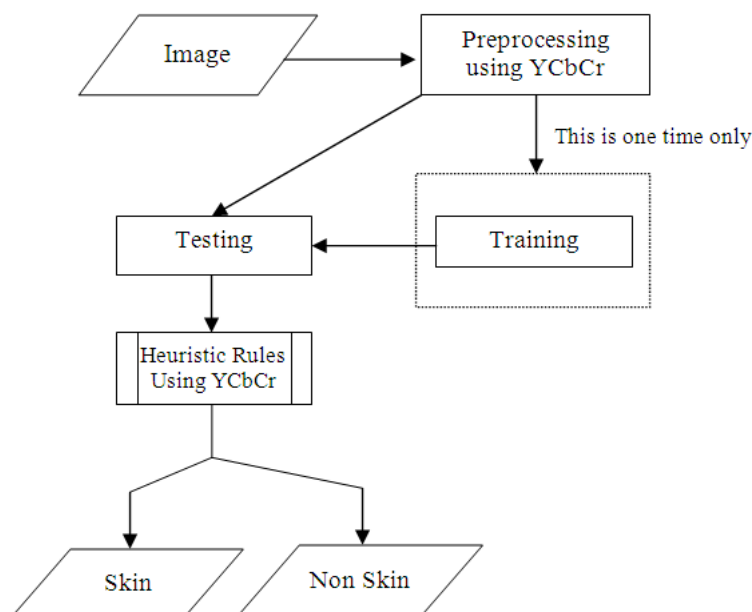 Image
Preprocessing
using YCbCr
This is one time only
Testing
Training
Heuristic Rules
Using YCbCr
Skin
Non Skin